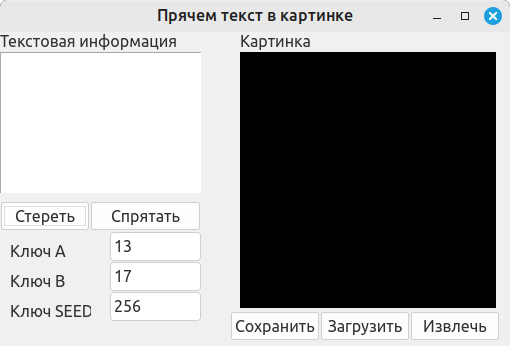 Прячем текст в картинке
Текстовая информация
Картинка
Стереть
Спрятать
Ключ A
13
Ключ B
17
Ключ SEED
256
Сохранить
Загрузить
Извлечь